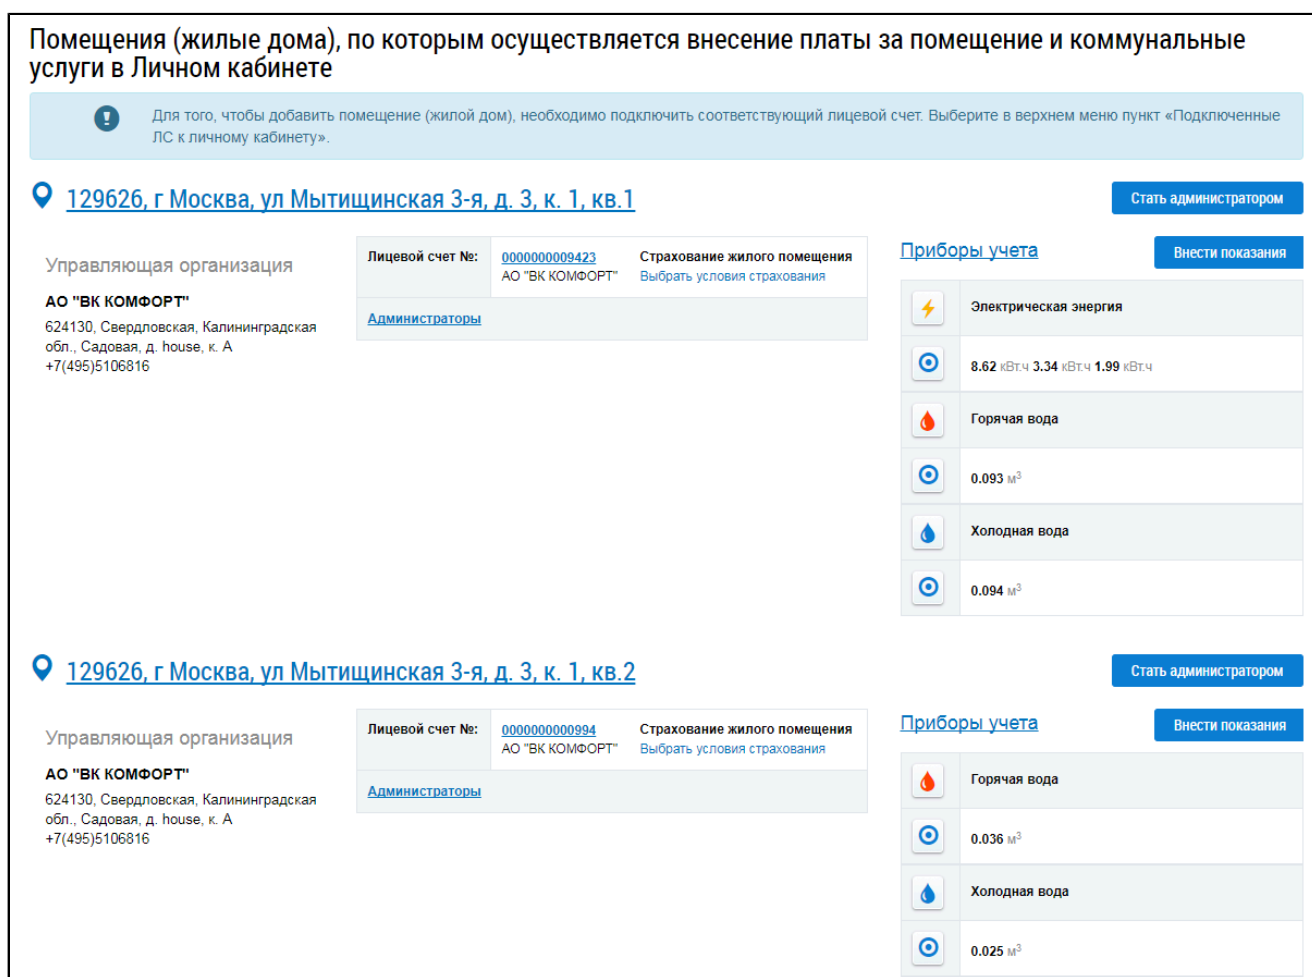 Помещения (жилые дома), по которым осуществляется внесение платы за помещение и коммунальные
услуги в Личном кабинете
Для того, чтобы добавить помещение (жилой дом), необходимо подключить соответствующий лицевой счет. Выберите в верхнем меню пункт «Подключенные
ЛС к личному кабинету».
129626, г Москва, ул Мытищинская 3-я, д. 3, к. 1, кв.1
Стать администратором
Управляющая организация
АО "ВК КОМФОРТ"
624130, Свердловская, Калининградская
обл., Садовая, д. house, к. А
+7(495)5106816
Лицевой счет №:
0000000009423
АО "ВК КОМФОРТ"
Страхование жилого помещения
Выбрать условия страхования
Администраторы
Приборы учета
Внести показания
Электрическая энергия
8.62 кВт.ч 3.34 кВт.ч 1.99 кВт.ч
Горячая вода
0.093 м³
Холодная вода
0.094 м³
129626, г Москва, ул Мытищинская 3-я, д. 3, к. 1, кв.2
Стать администратором
Управляющая организация
АО "ВК КОМФОРТ"
624130, Свердловская, Калининградская
обл., Садовая, д. house, к. А
+7(495)5106816
Лицевой счет №:
0000000000994
АО "ВК КОМФОРТ"
Страхование жилого помещения
Выбрать условия страхования
Администраторы
Приборы учета
Внести показания
Горячая вода
0.036 м³
Холодная вода
0.025 м³